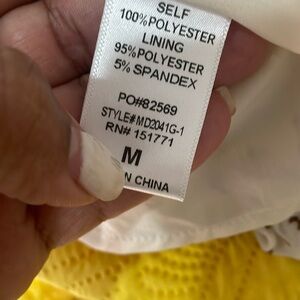 SELF
100%POLYESTER
LINING
95%POLYESTER
5% SPANDEX
PO#82569
STYLE# MD2041G-1
RN# 151771
M
N CHINA